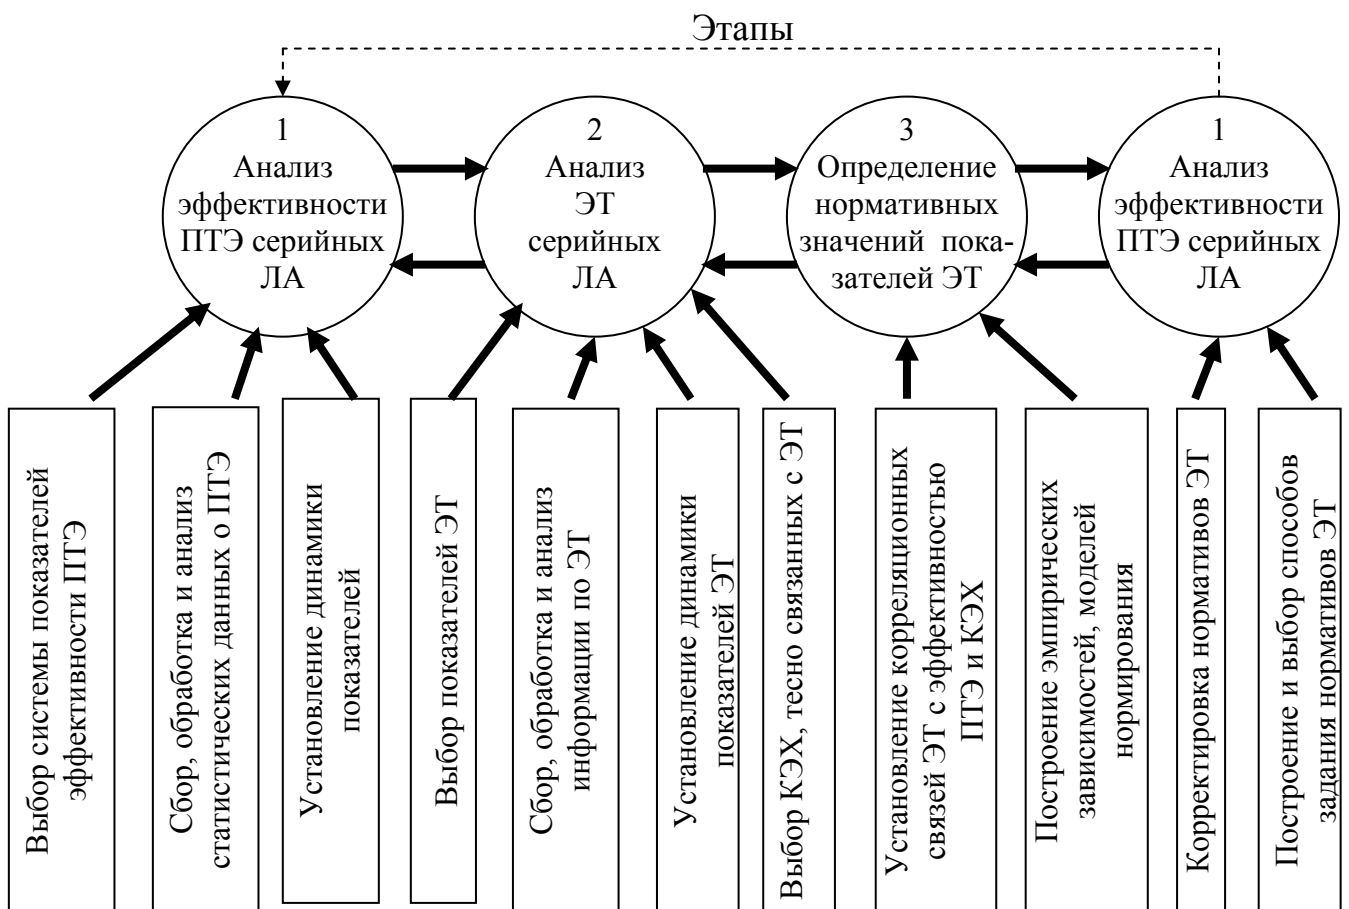 Этапы
1
Анализ
эффективности
ПТЭ серийных
ЛА
2
Анализ
ЭТ
серийных
ЛА
3
Определение
нормативных
значений пока-
зателей ЭТ
1
Анализ
эффективности
ПТЭ серийных
ЛА
Выбор системы показателей
эффективности ПТЭ
Сбор, обработка и анализ
статистических данных о ПТЭ
Установление динамики
показателей
Выбор показателей ЭТ
Сбор, обработка и анализ
информации по ЭТ
Установление динамики
показателей ЭТ
Выбор КЭХ, тесно связанных с ЭТ
Установление корреляционных
связей ЭТ с эффективностью
ПТЭ и КЭХ
Построение эмпирических
зависимостей, моделей
нормирования
Корректировка нормативов ЭТ
Построение и выбор способов
задания нормативов ЭТ